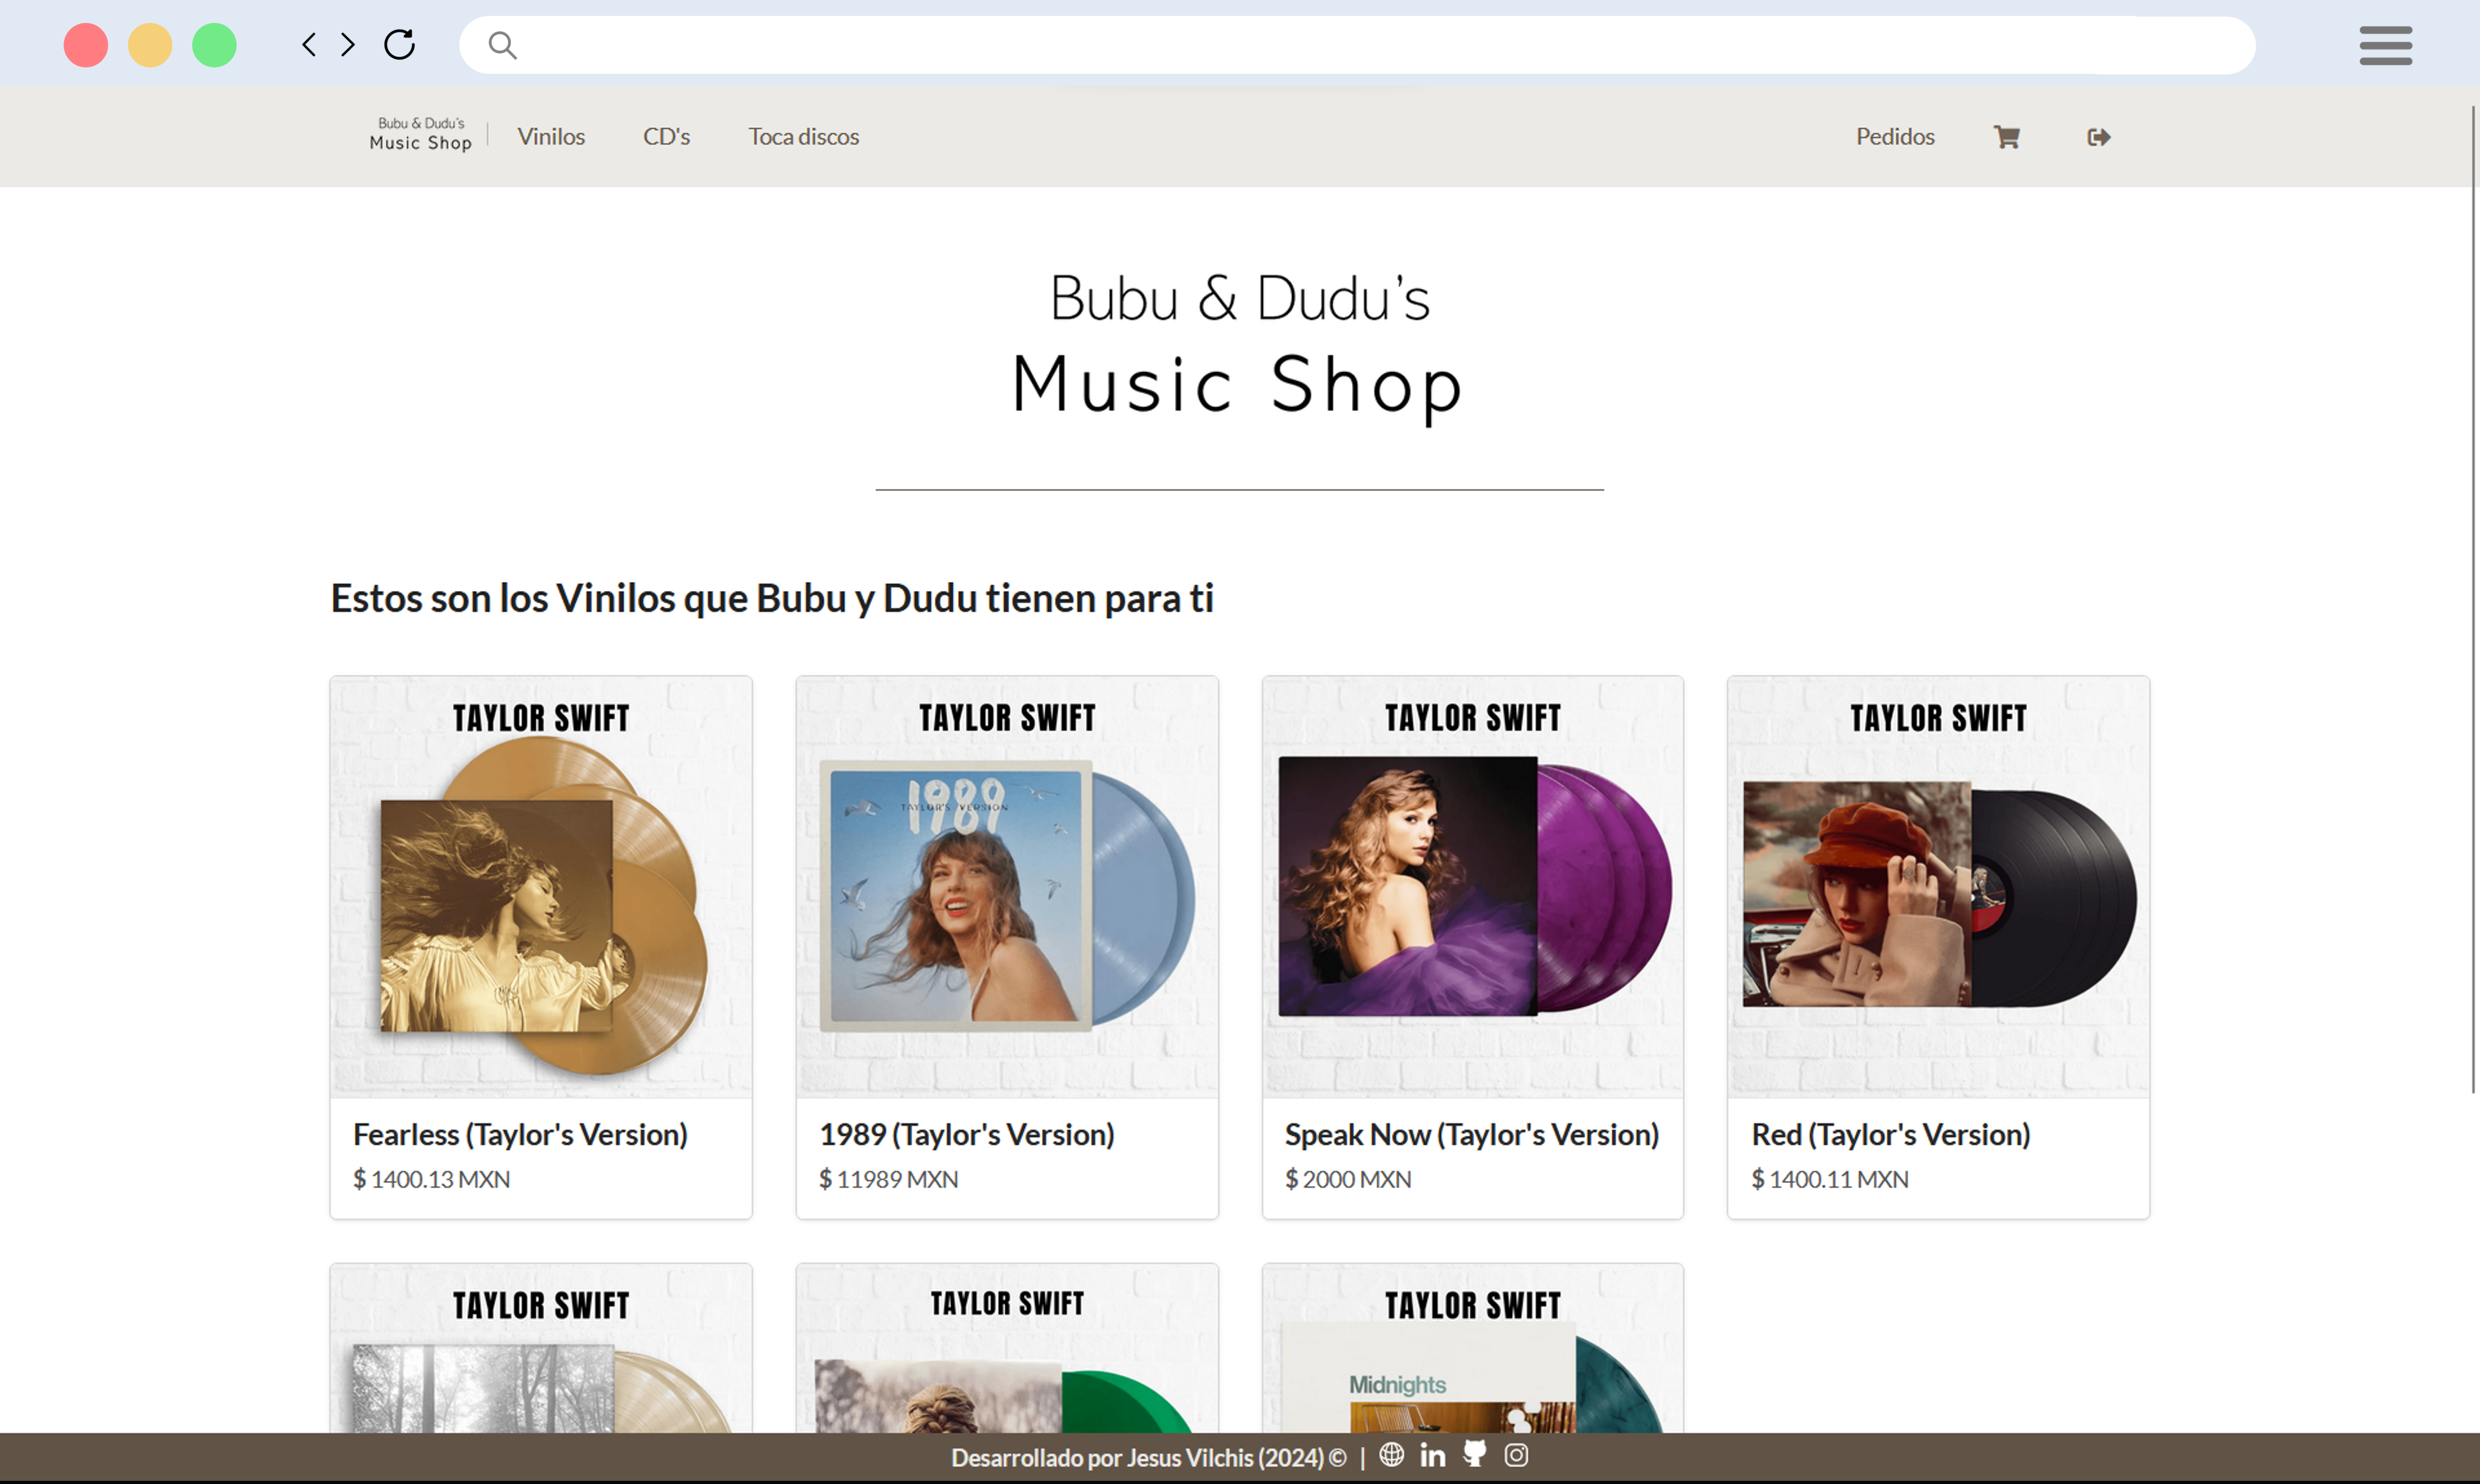 Bubu & Dudu's
Music Shop
Vinilos
CD's
Toca discos
Pedidos
Bubu & Dudu's
Music Shop
Estos son los Vinilos que Bubu y Dudu tienen para ti
TAYLOR SWIFT
TAYLOR SWIFT
1989
TAYLOR'S VERSION
TAYLOR SWIFT
TAYLOR SWIFT
Fearless (Taylor's Version)
$ 1400.13 MXN
1989 (Taylor's Version)
$ 11989 MXN
Speak Now (Taylor's Version)
$ 2000 MXN
Red (Taylor's Version)
$ 1400.11 MXN
TAYLOR SWIFT
TAYLOR SWIFT
TAYLOR SWIFT
Midnights
Desarrollado por Jesus Vilchis (2024) © |
in